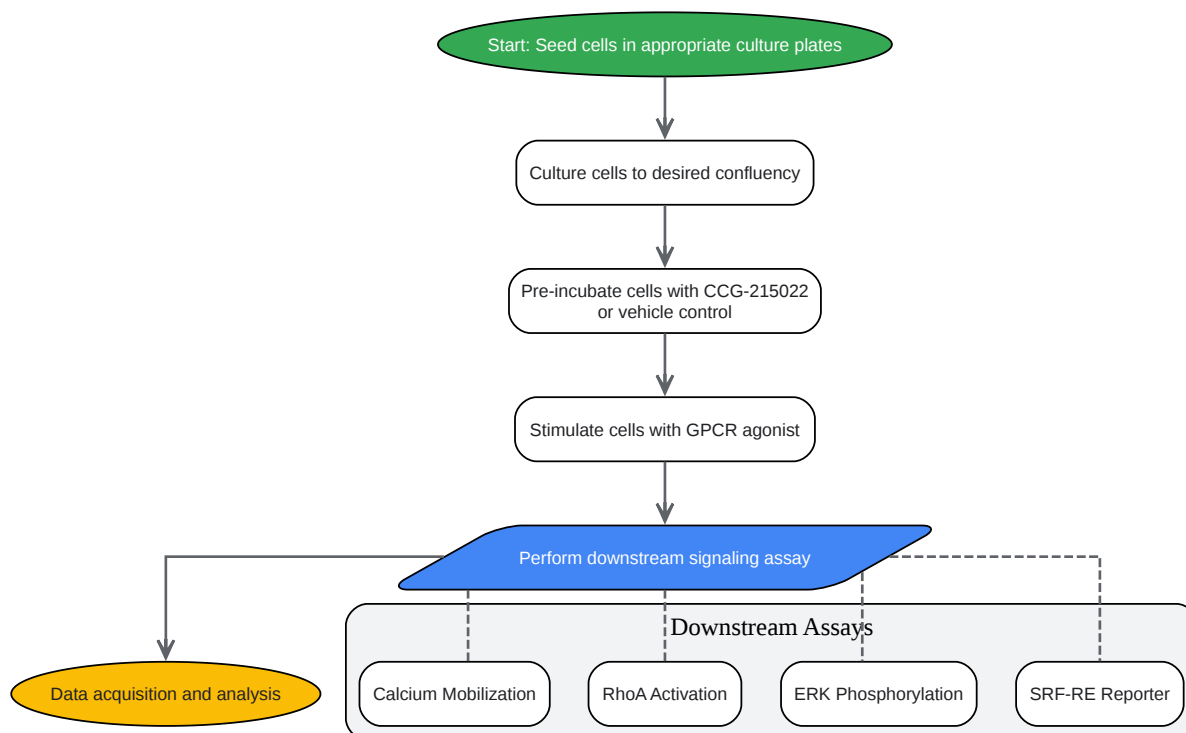 Start: Seed cells in appropriate culture plates
Culture cells to desired confluency
Pre-incubate cells with CCG-215022
or vehicle control
Stimulate cells with GPCR agonist
Perform downstream signaling assay
Downstream Assays
Data acquisition and analysis
Calcium Mobilization
RhoA Activation
ERK Phosphorylation
SRF-RE Reporter